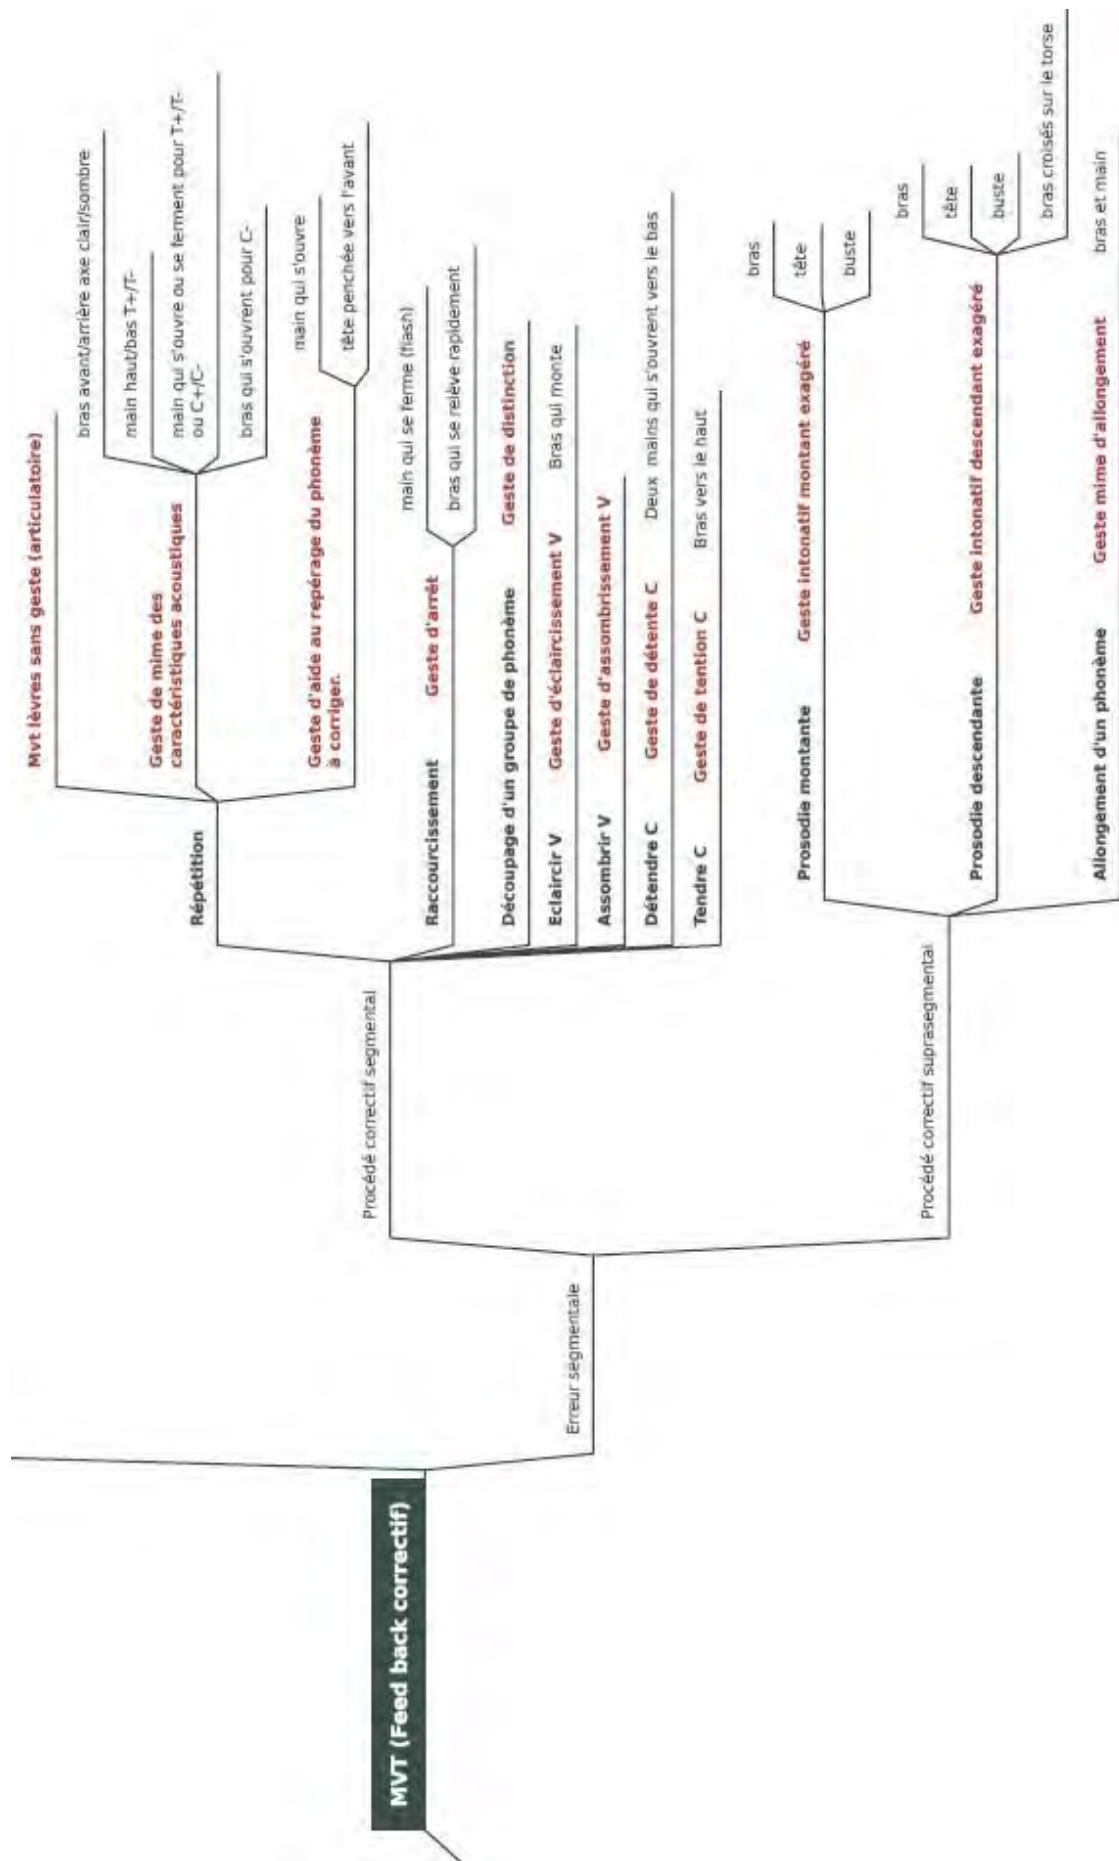 MVT (Feed back correctif)
Erreur segmentale
Procédé correctif segmental
Répétition
Mvt lèvres sans geste (articulatoire)
Geste de mime des
caractéristiques acoustiques
bras avant/arrière axe clair/sombre
main haut/bas T+/T-
main qui s'ouvre ou se ferment pour T+/T-
ou C+/C-
bras qui s'ouvrent pour C-
Geste d'aide au repérage du phonème
à corriger.
main qui s'ouvre
tête penchée vers l'avant
Raccourcissement
Geste d'arrêt
main qui se ferme (flash)
bras qui se relève rapidement
Découpage d'un groupe de phonème
Geste de distinction
Eclaircir V
Geste d'éclaircissement V
Bras qui monte
Assombrir V
Geste d'assombrissement V
Détendre C
Geste de détente C
Deux mains qui s'ouvrent vers le bas
Tendre C
Geste de tention C
Bras vers le haut
Procédé correctif suprasegmental
Prosodie montante
Geste intonatif montant exagéré
bras
tête
buste
Prosodie descendante
Geste intonatif descendant exagéré
bras
tête
buste
bras croisés sur le torse
Allongement d'un phonème
Geste mime d'allongement
bras et main